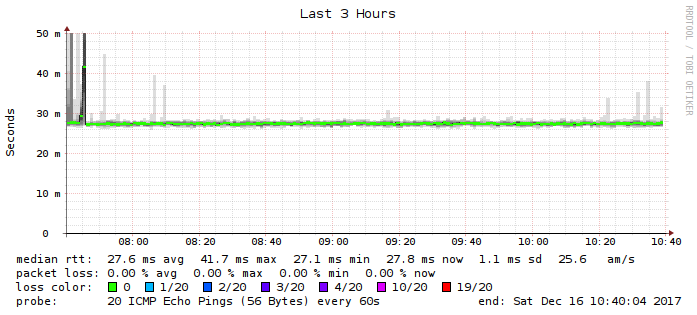 Last 3 Hours
RRDTOOL / TOBI OETIKER
Seconds
50 m
40 m
30 m
20 m
10 m
0
08:00 08:20 08:40 09:00 09:20 09:40 10:00 10:20 10:40
median rtt: 27.6 ms avg 41.7 ms max 27.1 ms min 27.8 ms now 1.1 ms sd 25.6 am/s
packet loss: 0.00 % avg 0.00 % max 0.00 % min 0.00 % now
loss color: 0 1/20 2/20 3/20 4/20 10/20 19/20
probe: 20 ICMP Echo Pings (56 Bytes) every 60s end: Sat Dec 16 10:40:04 2017